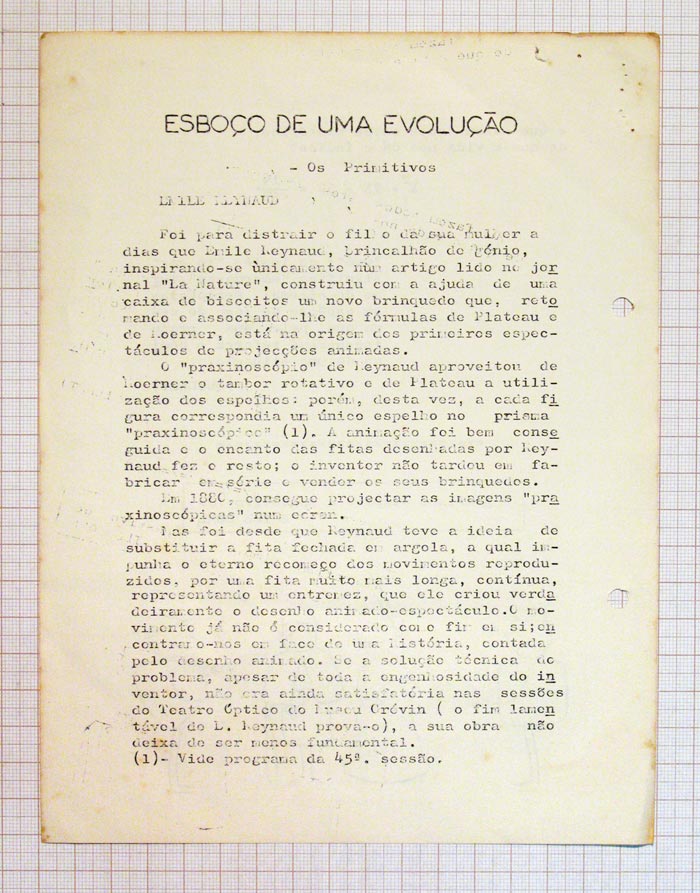 ESBOÇO DE UMA EVOLUÇÃO
- Os Primitivos
EMILE REYNAUD
Foi para distrair o filho da sua mulher a
dias que Emile Reynaud, brincalhão de génio,
inspirando-se ùnicamente num artigo lido no jor
nal "La Nature", construiu com a ajuda de uma
caixa de biscoitos um novo brinquedo que, reto
mando e associando-lhe as fórmulas de Plateau e
de Hoerner, está na origem dos primeiros espec-
táculos de projecções animadas.
O "praxinoscópio" de Reynaud aproveitou de
Hoerner o tambor rotativo e de Plateau a utili-
zação dos espelhos: porém, desta vez, a cada fi
gura correspondia um único espelho no prisma
"praxinoscópico" (1). A animação foi bem conse
guida e o encanto das fitas desenhadas por Rey-
naud fez o resto; o inventor não tardou em fa-
bricar em série e vender os seus brinquedos.
Em 1880, consegue projectar as imagens "pra
xinoscópicas" num ecran.
Mas foi desde que Reynaud teve a ideia de
substituir a fita fechada em argola, a qual im-
punha o eterno recomeço dos movimentos reprodu-
zidos, por uma fita muito mais longa, contínua,
representando um entremez, que ele criou verda
deiramente o desenho animado-espectáculo.O mo-
vimento já não é considerado como fim em si;en
contramo-nos em face de uma história, contada
pelo desenho animado. Se a solução técnica do
problema, apesar de toda a engenhosidade do in
ventor, não era ainda satisfatória nas sessões
do Teatro Óptico do Museu Grévin ( o fim lamen
tável de E. Reynaud prova-o), a sua obra não
deixa de ser menos fundamental.
(1)- Vide programa da 45ª. sessão.